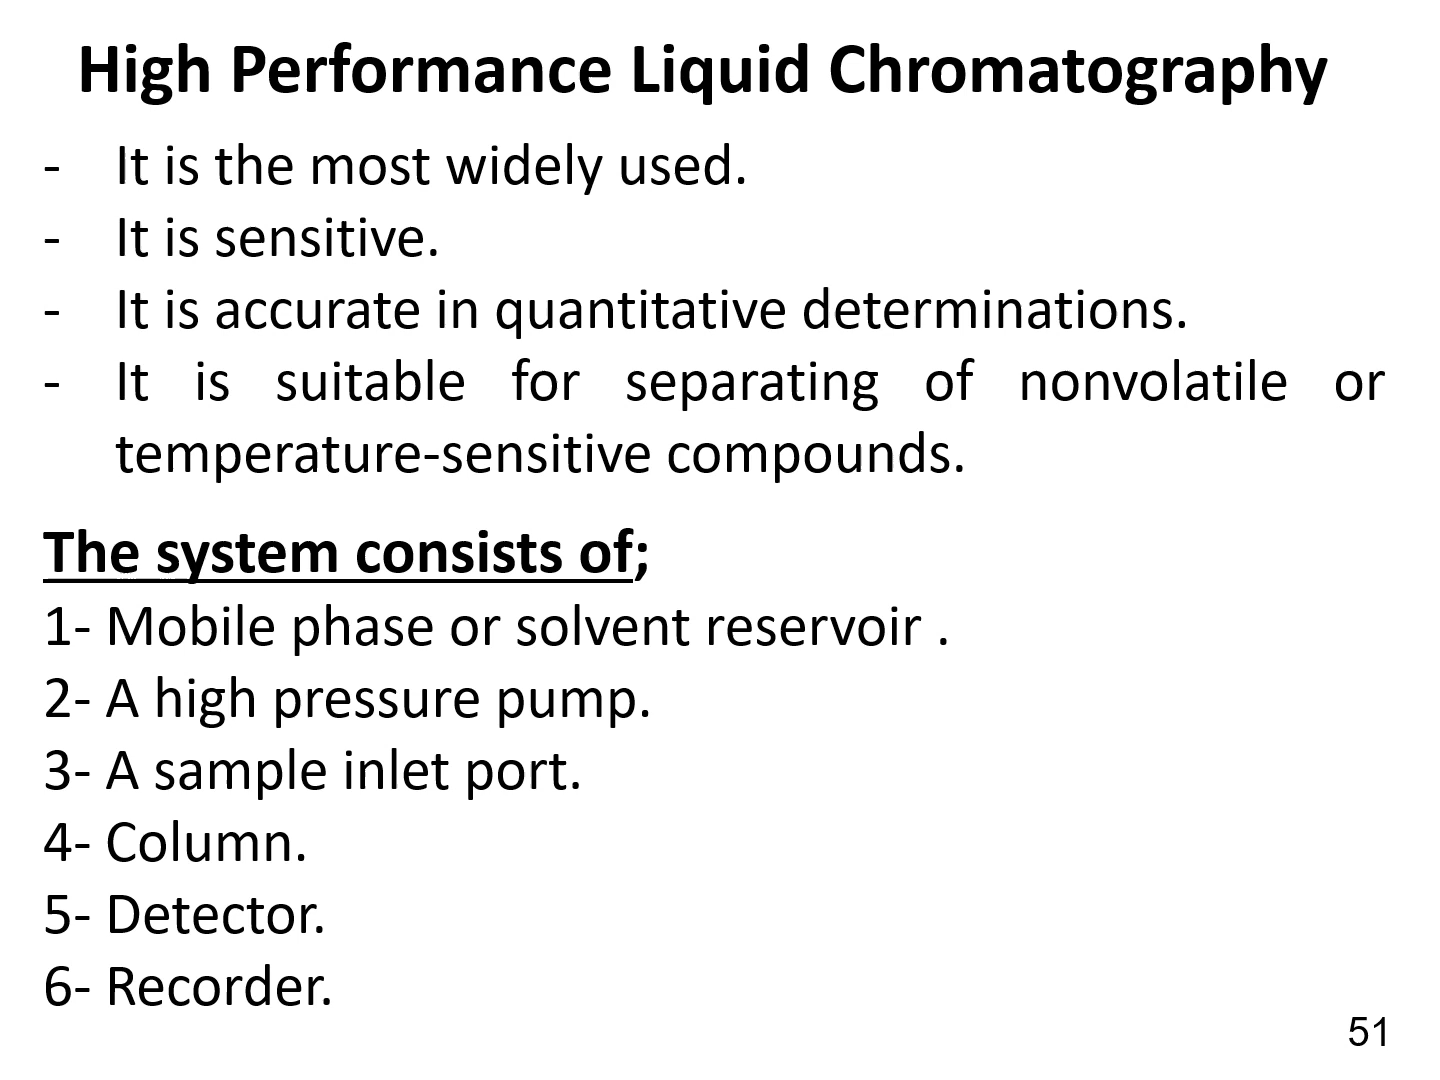 High Performance Liquid Chromatography
- It is the most widely used.
- It is sensitive.
- It is accurate in quantitative determinations.
- It is suitable for separating of nonvolatile or
temperature-sensitive compounds.
The system consists of;
1- Mobile phase or solvent reservoir .
2- A high pressure pump.
3- A sample inlet port.
4- Column.
5- Detector.
6- Recorder.
51